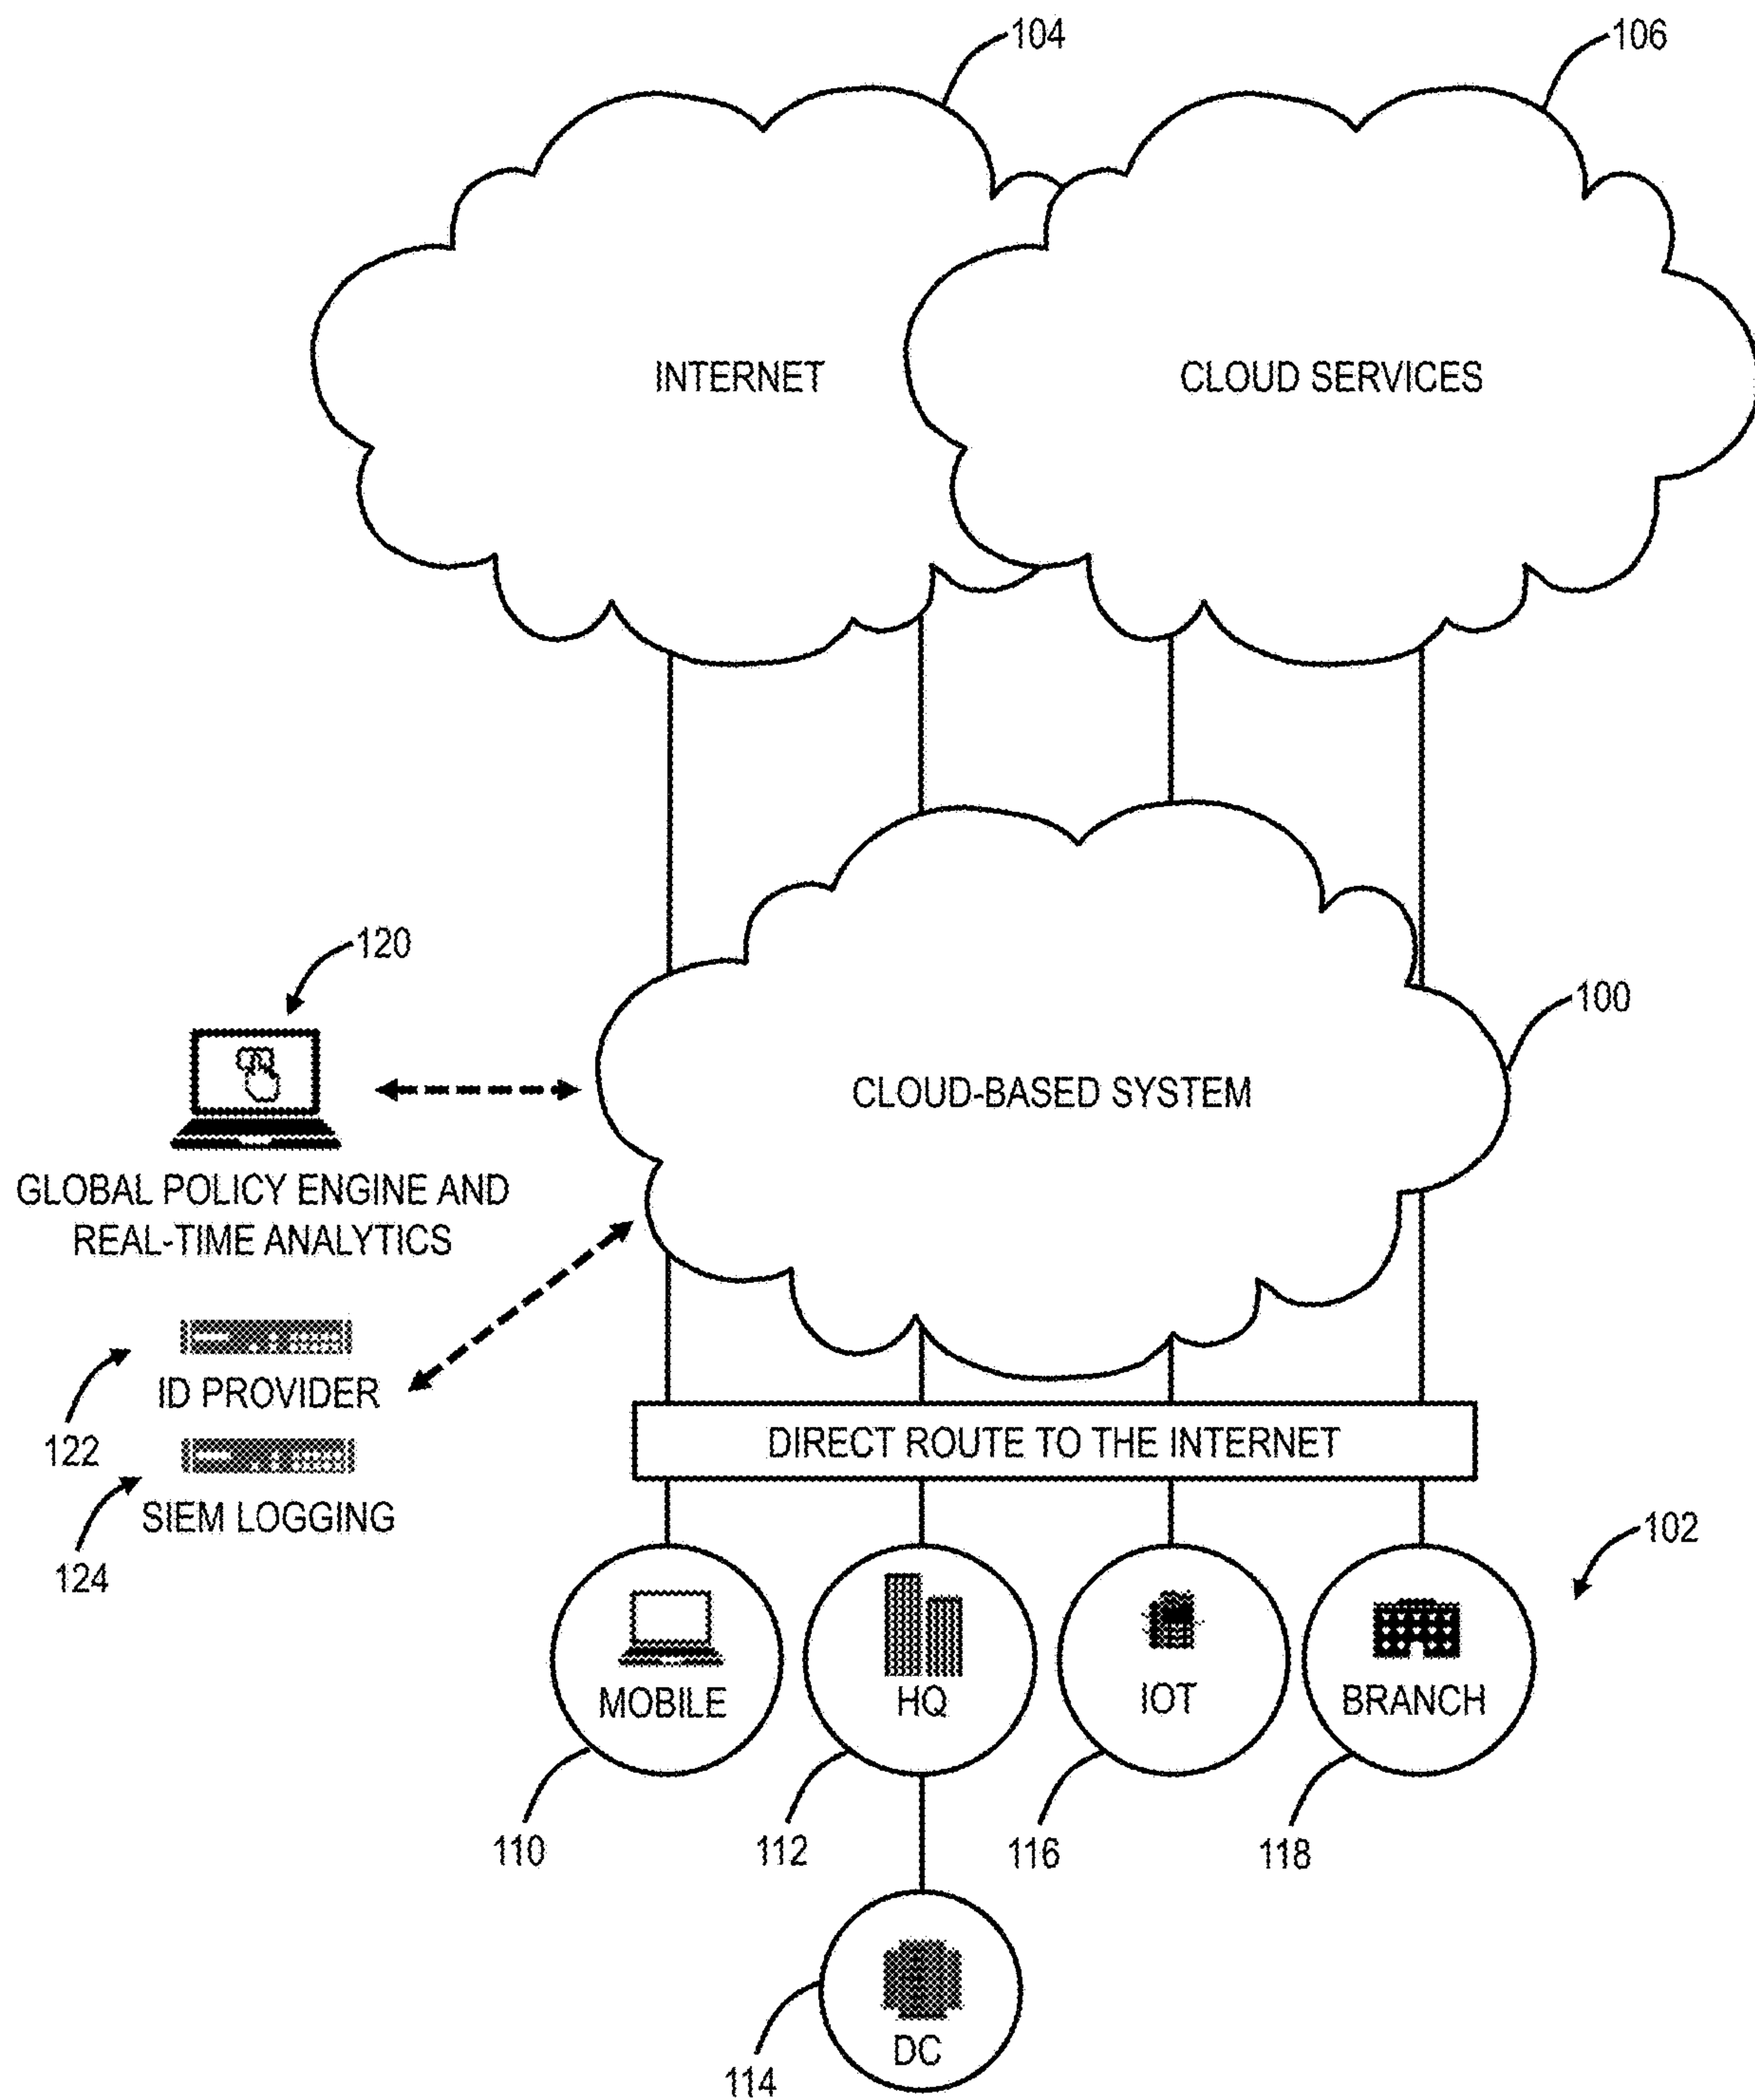 104
106
INTERNET
CLOUD SERVICES
120
100
CLOUD-BASED SYSTEM
GLOBAL POLICY ENGINE AND
REAL-TIME ANALYTICS
ID PROVIDER
122
DIRECT ROUTE TO THE INTERNET
SIEM LOGGING
124
102
MOBILE
HQ
IOT
BRANCH
110
112
116
118
DC
114